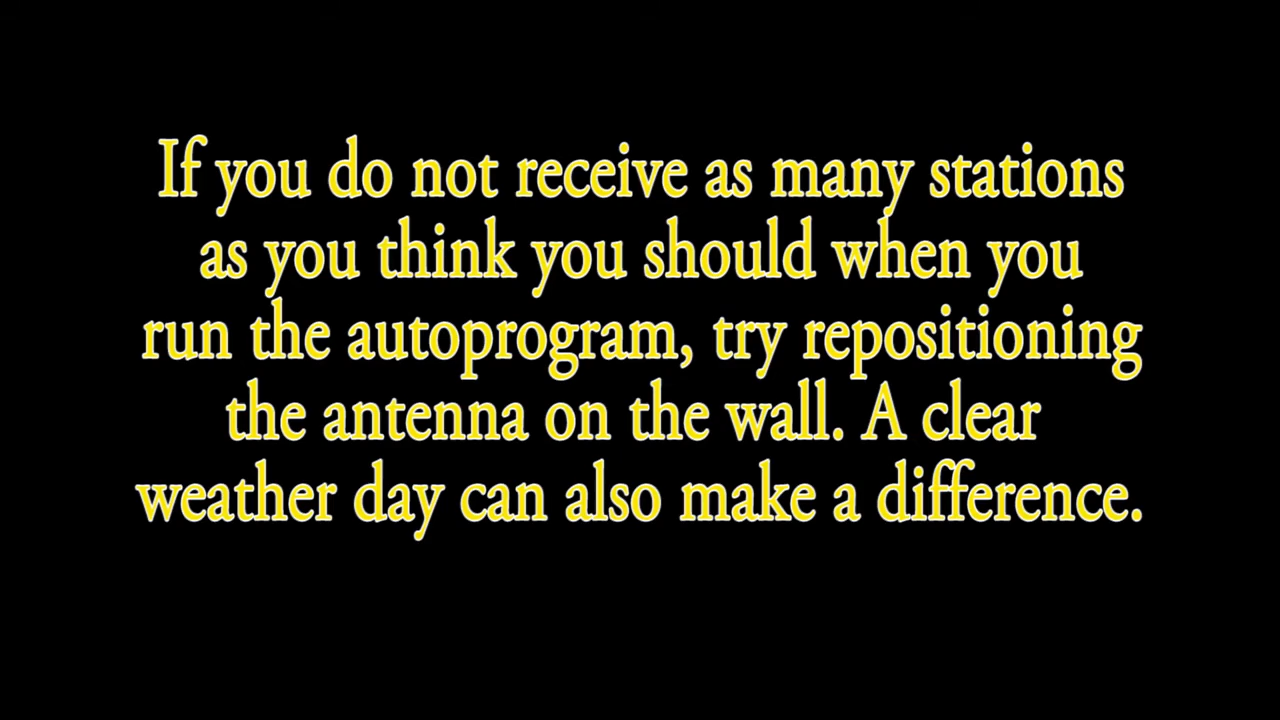 If you do not receive as many stations
as you think you should when you
run the autoprogram, try repositioning
the antenna on the wall. A clear
weather day can also make a difference.